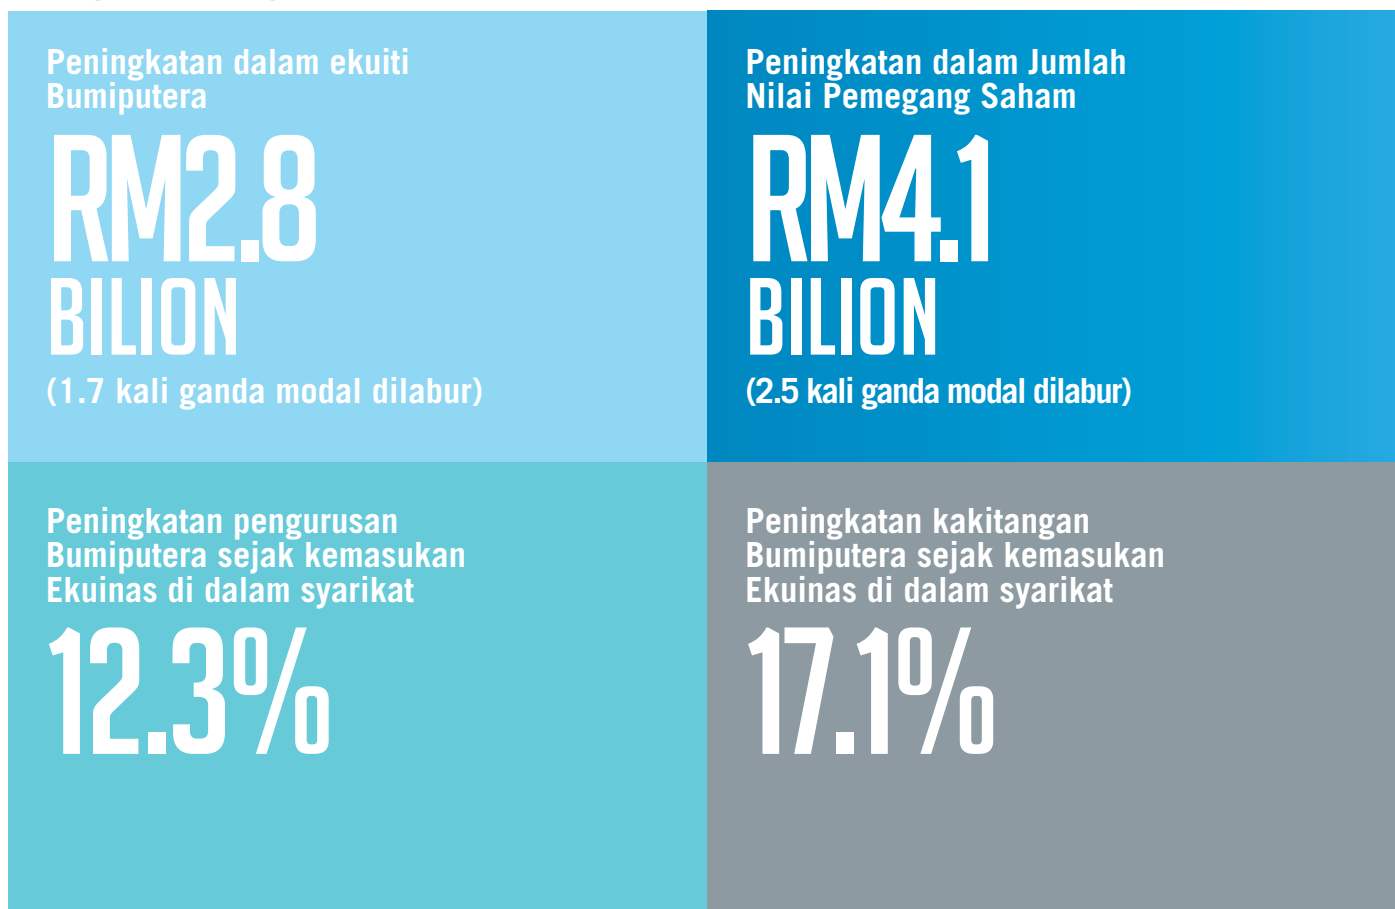 Peningkatan dalam ekuiti
Bumiputera
RM2.8
BILION
(1.7 kali ganda modal dilabur)
Peningkatan dalam Jumlah
Nilai Pemegang Saham
RM4.1
BILION
(2.5 kali ganda modal dilabur)
Peningkatan pengurusan
Bumiputera sejak kemasukan
Ekuinas di dalam syarikat
12.3%
Peningkatan kakitangan
Bumiputera sejak kemasukan
Ekuinas di dalam syarikat
17.1%